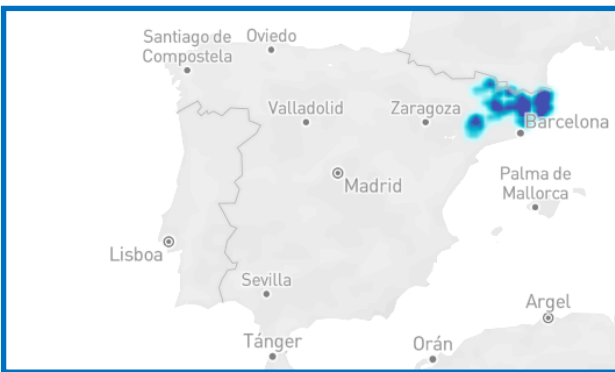 Santiago de
Compostela
Oviedo
Valladolid
Zaragoza
Barcelona
Madrid
Palma de
Mallorca
Lisboa
Sevilla
Argel
Tánger
Orán